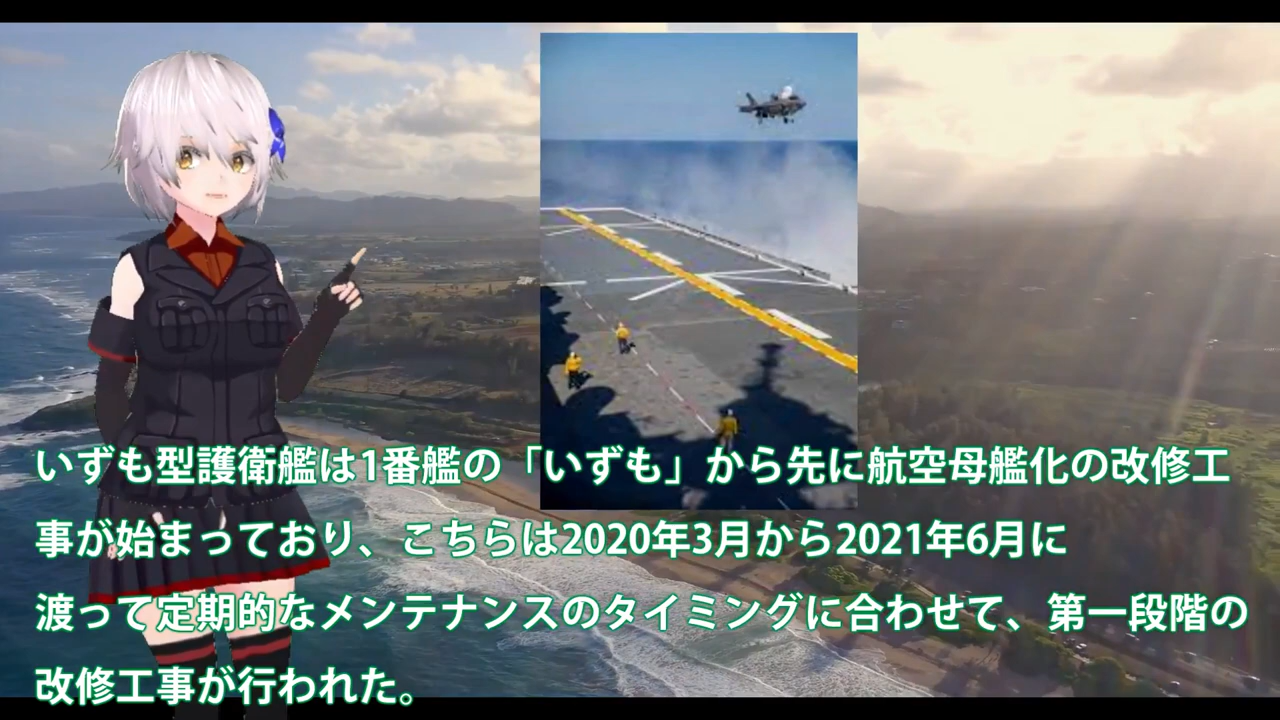 いずも型護衛艦は1番艦の「いずも」から先に航空母艦化の改修工
事が始まっており、こちらは2020年3月から2021年6月に
渡って定期的なメンテナンスのタイミングに合わせて、第一段階の
改修工事が行われた。